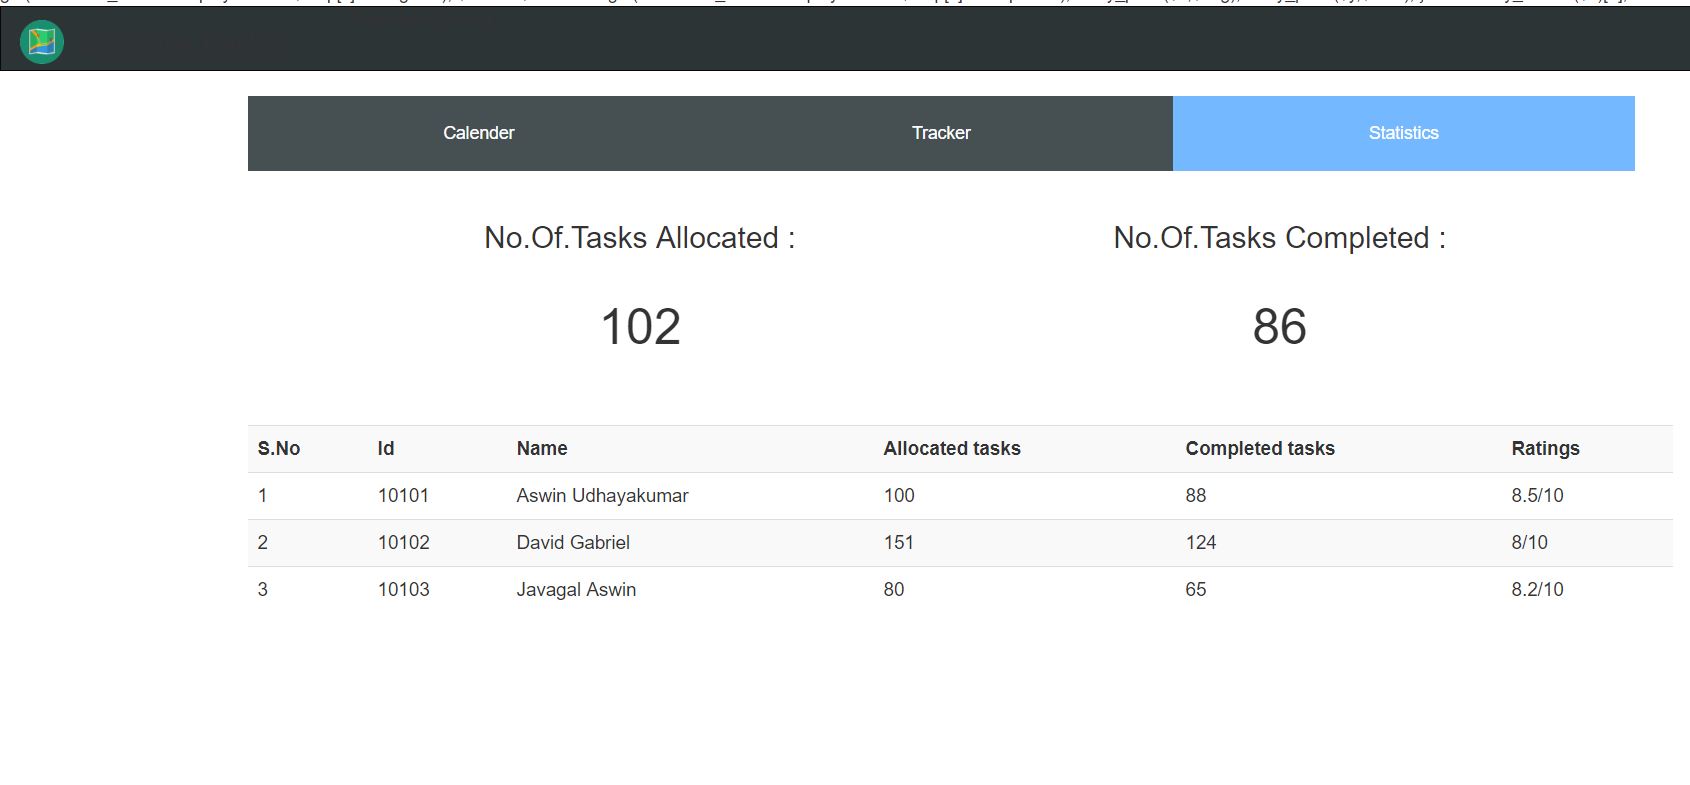 Calender Tracker Statistics
No.Of.Tasks Allocated : No.Of.Tasks Completed :
102 86
S.No Id Name Allocated tasks Completed tasks Ratings
1 10101 Aswin Udhayakumar 100 88 8.5/10
2 10102 David Gabriel 151 124 8/10
3 10103 Javagal Aswin 80 65 8.2/10